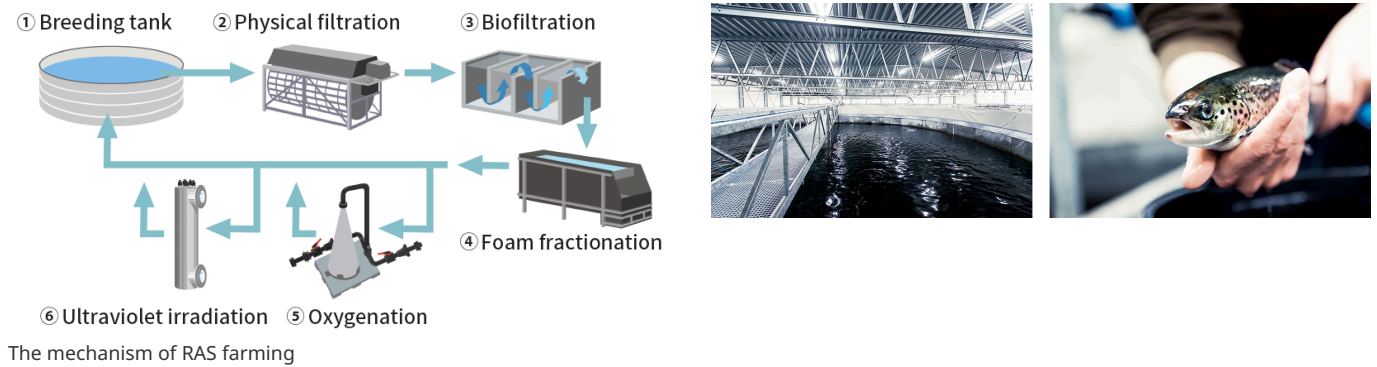 ① Breeding tank
② Physical filtration
③ Biofiltration
④ Foam fractionation
⑥ Ultraviolet irradiation
⑤ Oxygenation
The mechanism of RAS farming